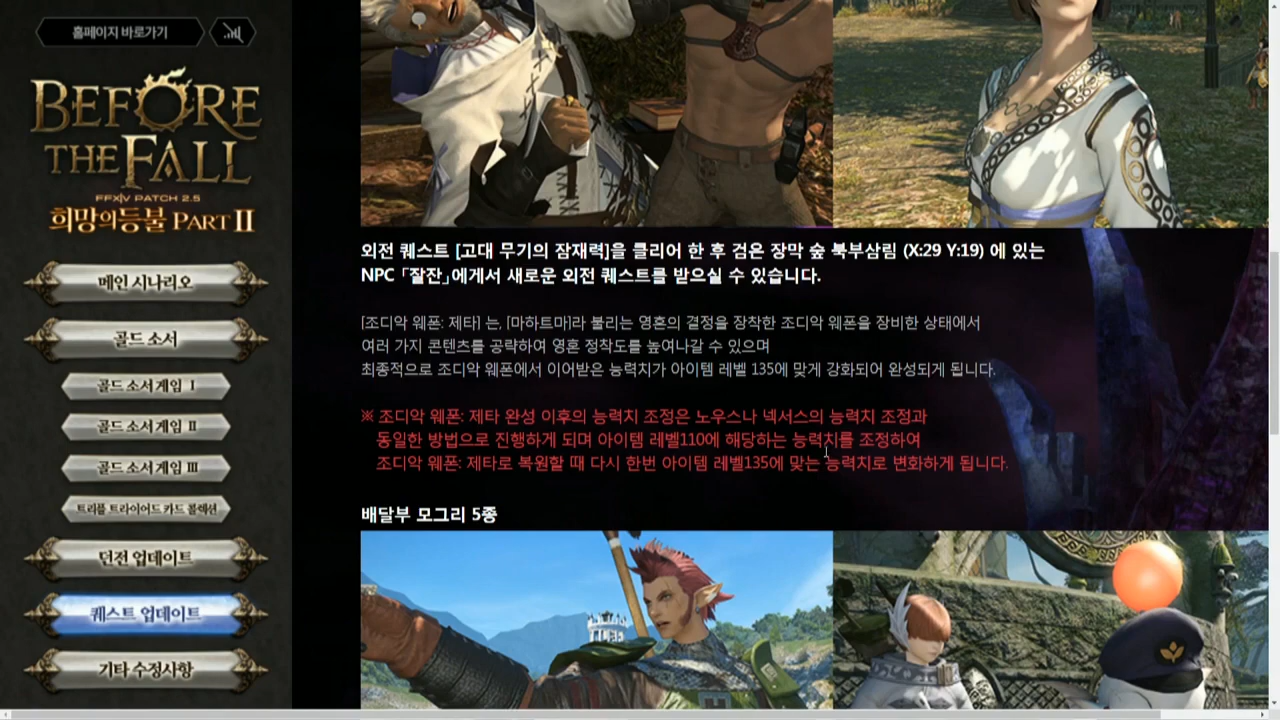 홈페이지 바로가기
BEFORE
THE FALL
FFXIV PATCH 2.5
희망의 등불 PART II
메인 시나리오
골드 소서
골드 소서 게임 I
골드 소서 게임 II
골드 소서 게임 III
트리플 트라이어드 카드 콜렉션
던전 업데이트
퀘스트 업데이트
기타 수정사항
외전 퀘스트 [고대 무기의 잠재력]을 클리어 한 후 검은 장막 숲 북부삼림 (X:29 Y:19) 에 있는
NPC 「잘잔」에게서 새로운 외전 퀘스트를 받으실 수 있습니다.
[조디악 웨폰: 제타] 는, [마하트마]라 불리는 영혼의 결정을 장착한 조디악 웨폰을 장비한 상태에서
여러 가지 콘텐츠를 공략하여 영혼 정착도를 높여나갈 수 있으며
최종적으로 조디악 웨폰에서 이어받은 능력치가 아이템 레벨 135에 맞게 강화되어 완성되게 됩니다.
※ 조디악 웨폰: 제타 완성 이후의 능력치 조정은 노우스나 넥서스의 능력치 조정과
동일한 방법으로 진행하게 되며 아이템 레벨110에 해당하는 능력치를 조정하여
조디악 웨폰: 제타로 복원할 때 다시 한번 아이템 레벨135에 맞는 능력치로 변화하게 됩니다.
배달부 모그리 5종